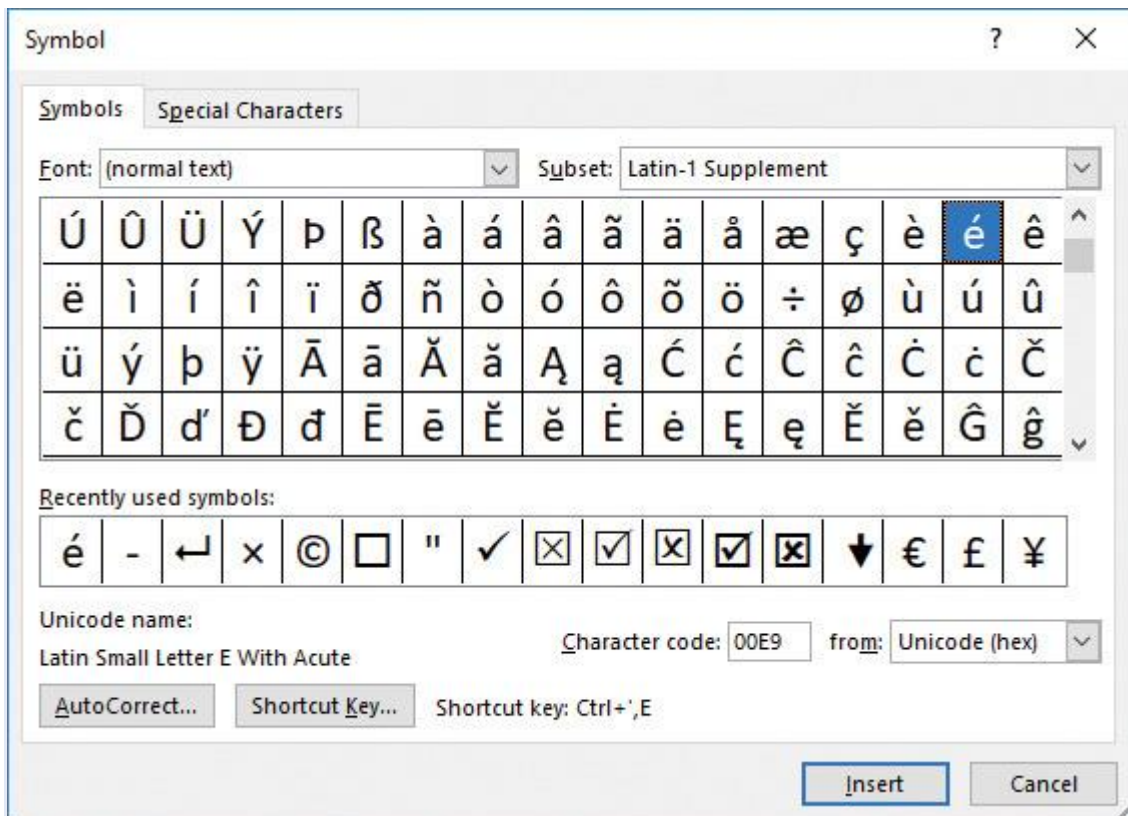 Symbol ? ×
Symbols Special Characters
Font: (normal text) Subset: Latin-1 Supplement
Ú Û Ü Ý Þ ß à á â ã ä å æ ç è é ê
ë ì í î ï ð ñ ò ó ô õ ö ÷ ø ù ú û
ü ý þ ÿ Ā ā Ă ă Ą ą Ć ć Ĉ ĉ Ċ ċ Č
č Ď ď Đ đ Ē ē Ĕ ĕ Ė ė Ę ę Ě ě Ĝ ĝ
Recently used symbols:
é - ↵ × © □ " ✓ ☒ ☑ ☒ ☑ ☒ 🠟 € £ ¥
Unicode name:
Latin Small Letter E With Acute
Character code: 00E9 from: Unicode (hex)
AutoCorrect... Shortcut Key... Shortcut key: Ctrl+',E
Insert Cancel